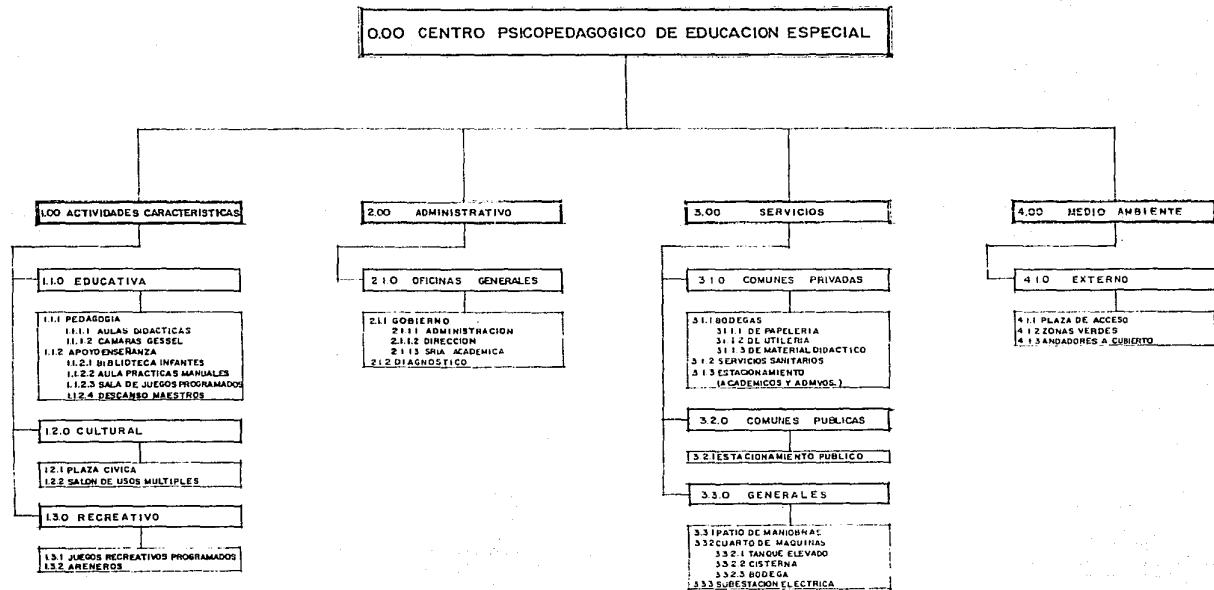 0.00 CENTRO PSICOPEDAGOGICO DE EDUCACION ESPECIAL
1.00 ACTIVIDADES CARACTERISTICAS
1.1.0 EDUCATIVA
1.1.1 PEDAGOGIA
1.1.1.1 AULAS DIDACTICAS
1.1.1.2 CAMARAS GESSEL
1.1.2 APOYO ENSEÑANZA
1.1.2.1 BIBLIOTECA INFANTES
1.1.2.2 AULA PRACTICAS MANUALES
1.1.2.3 SALA DE JUEGOS PROGRAMADOS
1.1.2.4 DESCANSO MAESTROS
1.2.0 CULTURAL
1.2.1 PLAZA CIVICA
1.2.2 SALON DE USOS MULTIPLES
1.3.0 RECREATIVO
1.3.1 JUEGOS RECREATIVOS PROGRAMADOS
1.3.2 ARENEROS
2.00 ADMINISTRATIVO
2.1.0 OFICINAS GENERALES
2.1.1 GOBIERNO
2.1.1.1 ADMINISTRACION
2.1.1.2 DIRECCION
2.1.1.3 SRIA ACADEMICA
2.1.2 DIAGNOSTICO
3.00 SERVICIOS
3.1.0 COMUNES PRIVADAS
3.1.1 BODEGAS
3.1.1.1 DE PAPELERIA
3.1.1.2 DE UTILERIA
3.1.1.3 DE MATERIAL DIDACTICO
3.1.2 SERVICIOS SANITARIOS
3.1.3 ESTACIONAMIENTO
(ACADEMICOS Y ADMVOS.)
3.2.0 COMUNES PUBLICAS
3.2.1 ESTACIONAMIENTO PUBLICO
3.3.0 GENERALES
3.3.1 PATIO DE MANIOBRAS
3.3.2 CUARTO DE MAQUINAS
3.3.2.1 TANQUE ELEVADO
3.3.2.2 CISTERNA
3.3.2.3 BODEGA
3.3.3 SUBESTACION ELECTRICA
4.00 MEDIO AMBIENTE
4.1.0 EXTERNO
4.1.1 PLAZA DE ACCESO
4.1.2 ZONAS VERDES
4.1.3 ANDADORES A CUBIERTO